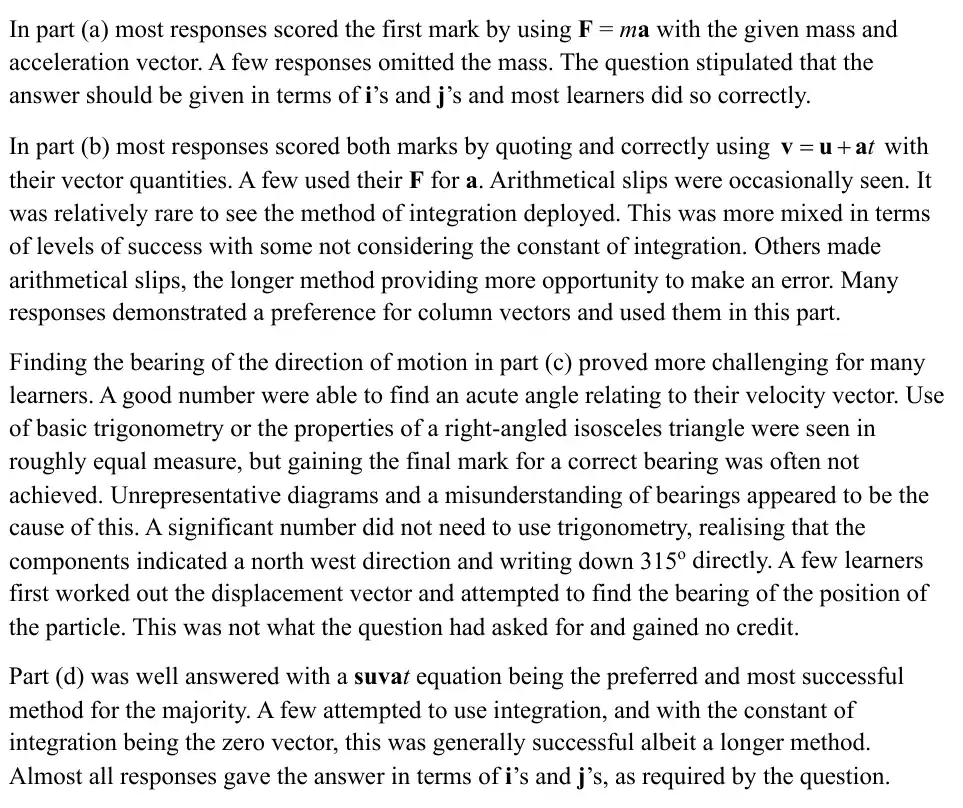 In part (a) most responses scored the first mark by using F = ma with the given mass and
acceleration vector. A few responses omitted the mass. The question stipulated that the
answer should be given in terms of i’s and j’s and most learners did so correctly.
In part (b) most responses scored both marks by quoting and correctly using v = u + at with
their vector quantities. A few used their F for a. Arithmetical slips were occasionally seen. It
was relatively rare to see the method of integration deployed. This was more mixed in terms
of levels of success with some not considering the constant of integration. Others made
arithmetical slips, the longer method providing more opportunity to make an error. Many
responses demonstrated a preference for column vectors and used them in this part.
Finding the bearing of the direction of motion in part (c) proved more challenging for many
learners. A good number were able to find an acute angle relating to their velocity vector. Use
of basic trigonometry or the properties of a right-angled isosceles triangle were seen in
roughly equal measure, but gaining the final mark for a correct bearing was often not
achieved. Unrepresentative diagrams and a misunderstanding of bearings appeared to be the
cause of this. A significant number did not need to use trigonometry, realising that the
components indicated a north west direction and writing down 315° directly. A few learners
first worked out the displacement vector and attempted to find the bearing of the position of
the particle. This was not what the question had asked for and gained no credit.
Part (d) was well answered with a suvat equation being the preferred and most successful
method for the majority. A few attempted to use integration, and with the constant of
integration being the zero vector, this was generally successful albeit a longer method.
Almost all responses gave the answer in terms of i’s and j’s, as required by the question.